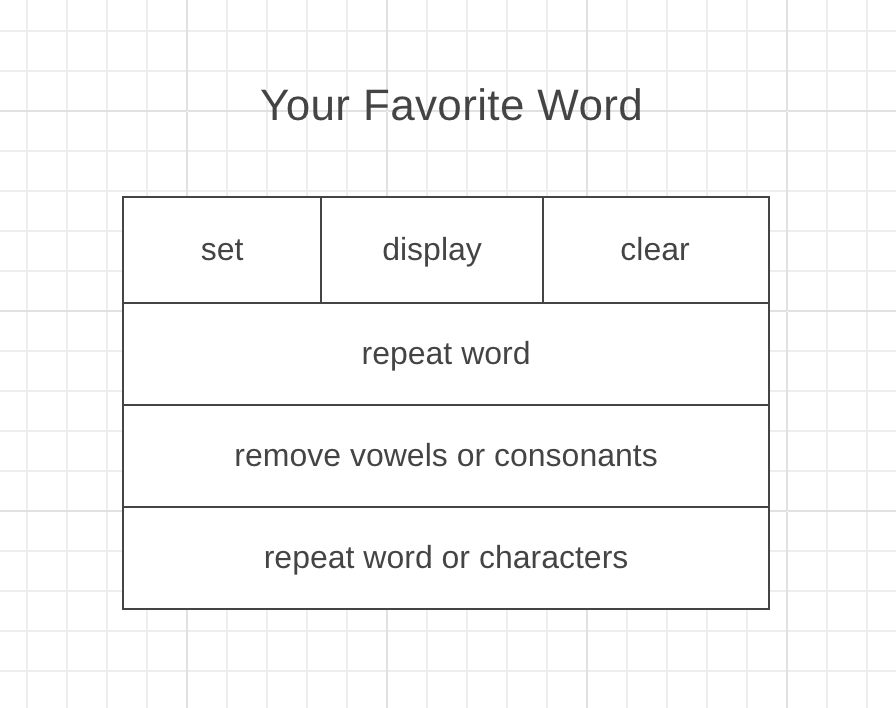 Your Favorite Word
set display clear
repeat word
remove vowels or consonants
repeat word or characters